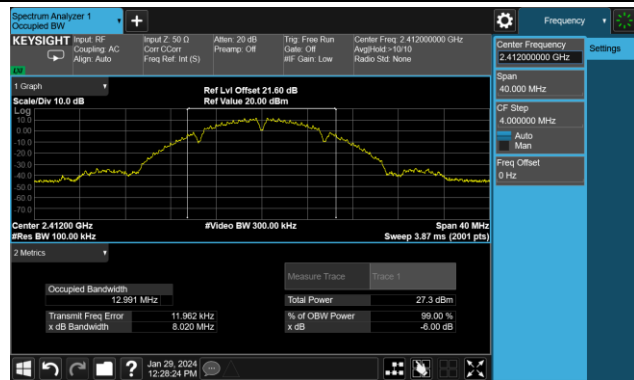 Spectrum Analyzer 1
Occupied BW
Frequency
KEYSIGHT
Input: RF
Coupling: AC
Align: Auto
Input Z: 50 Ω
Corr CCorr
Freq Ref: Int (S)
Atten: 20 dB
Preamp: Off
Trig: Free Run
Gate: Off
#IF Gain: Low
Center Freq: 2.412000000 GHz
Avg|Hold:>10/10
Radio Std: None
LNI
Center Frequency
2.412000000 GHz
Settings
Span
40.000 MHz
CF Step
4.000000 MHz
Auto
Man
Freq Offset
0 Hz
1 Graph
Scale/Div 10.0 dB
Ref Lvl Offset 21.60 dB
Ref Value 20.00 dBm
Log
10.0
0.00
-10.0
-20.0
-30.0
-40.0
-50.0
-60.0
-70.0
Center 2.41200 GHz
#Res BW 100.00 kHz
#Video BW 300.00 kHz
Span 40 MHz
Sweep 3.87 ms (2001 pts)
2 Metrics
Measure Trace
Trace 1
Occupied Bandwidth
12.991 MHz
Total Power
27.3 dBm
Transmit Freq Error
11.962 kHz
% of OBW Power
99.00 %
x dB Bandwidth
8.020 MHz
x dB
-6.00 dB
?
Jan 29, 2024
12:28:24 PM